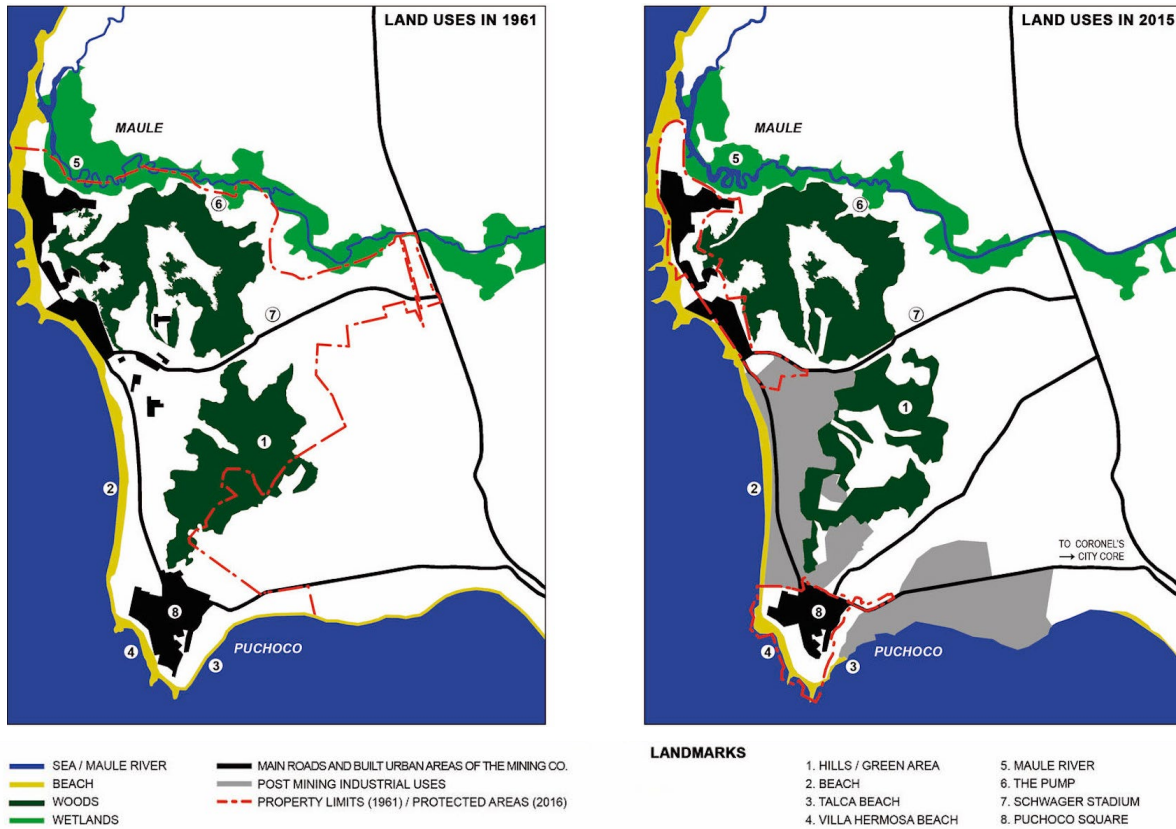 LAND USES IN 1961
MAULE
5
6
7
1
2
8
PUCHOCO
4
3
LAND USES IN 2015
MAULE
5
6
7
1
2
TO CORONEL'S
→ CITY CORE
8
PUCHOCO
4
3
SEA / MAULE RIVER
BEACH
WOODS
WETLANDS
MAIN ROADS AND BUILT URBAN AREAS OF THE MINING CO.
POST MINING INDUSTRIAL USES
PROPERTY LIMITS (1961) / PROTECTED AREAS (2016)
LANDMARKS
1. HILLS / GREEN AREA
2. BEACH
3. TALCA BEACH
4. VILLA HERMOSA BEACH
5. MAULE RIVER
6. THE PUMP
7. SCHWAGER STADIUM
8. PUCHOCO SQUARE